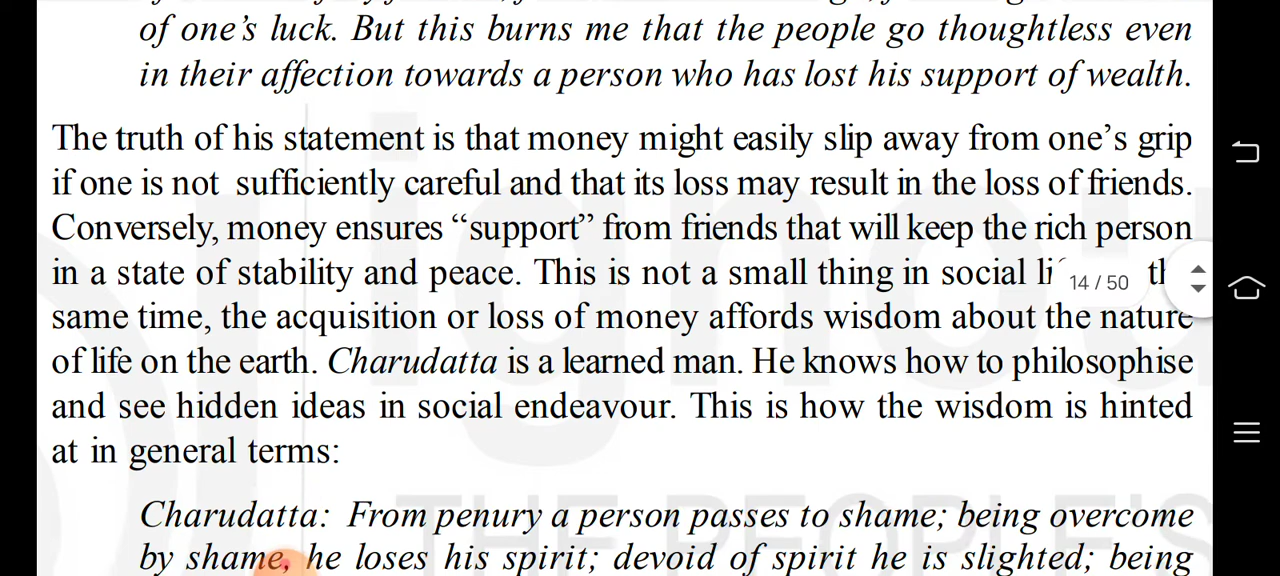 of one's luck. But this burns me that the people go thoughtless even
in their affection towards a person who has lost his support of wealth.
The truth of his statement is that money might easily slip away from one's grip
if one is not sufficiently careful and that its loss may result in the loss of friends.
Conversely, money ensures “support” from friends that will keep the rich person
in a state of stability and peace. This is not a small thing in social
14 / 50
same time, the acquisition or loss of money affords wisdom about the nature
of life on the earth. Charudatta is a learned man. He knows how to philosophise
and see hidden ideas in social endeavour. This is how the wisdom is hinted
at in general terms:
Charudatta: From penury a person passes to shame; being overcome
by shame, he loses his spirit; devoid of spirit he is slighted; being
ignou
THE PEOPLE'S